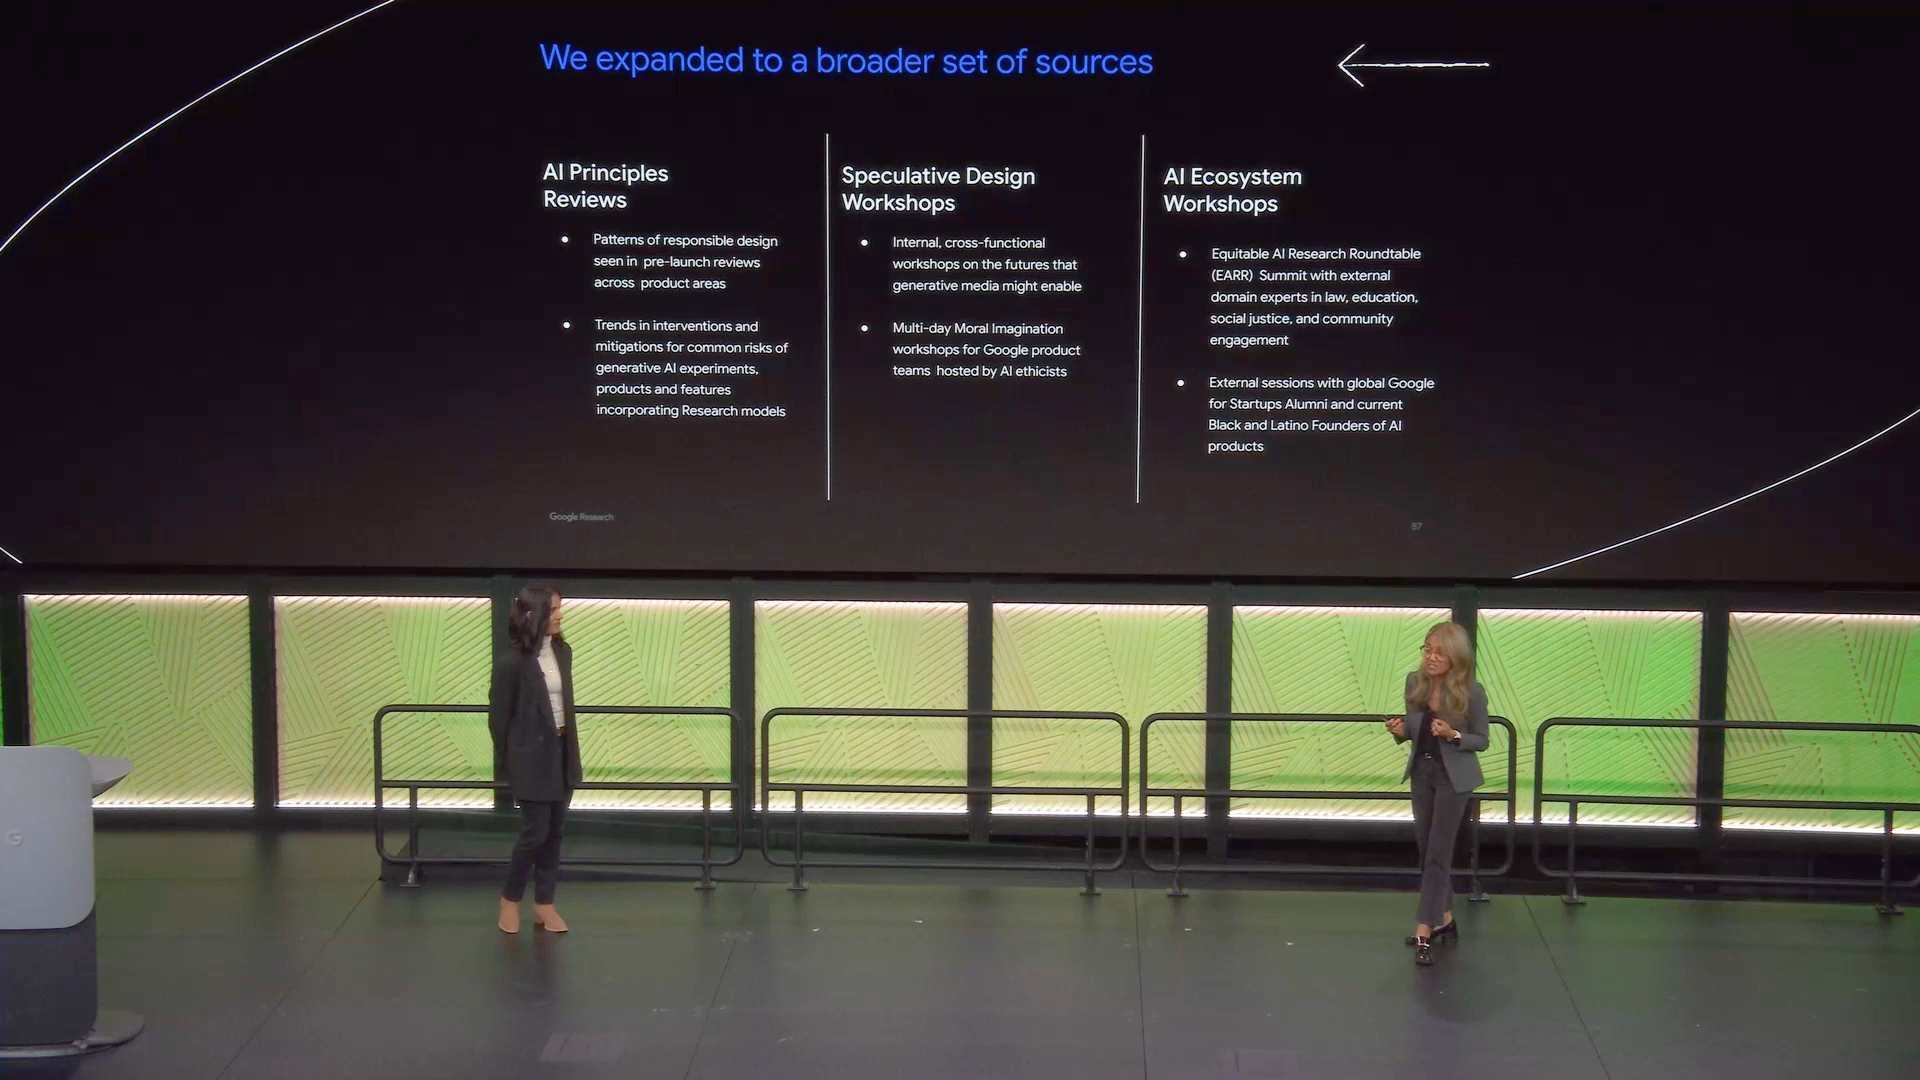 We expanded to a broader set of sources
AI Principles
Reviews
Patterns of responsible design
seen in pre-launch reviews
across product areas
Trends in interventions and
mitigations for common risks of
generative AI experiments,
products and features
incorporating Research models
Speculative Design
Workshops
Internal, cross-functional
workshops on the futures that
generative media might enable
Multi-day Moral Imagination
workshops for Google product
teams hosted by AI ethicists
AI Ecosystem
Workshops
Equitable AI Research Roundtable
(EARR) Summit with external
domain experts in law, education,
social justice, and community
engagement
External sessions with global Google
for Startups Alumni and current
Black and Latino Founders of AI
products
Google Research
87
G